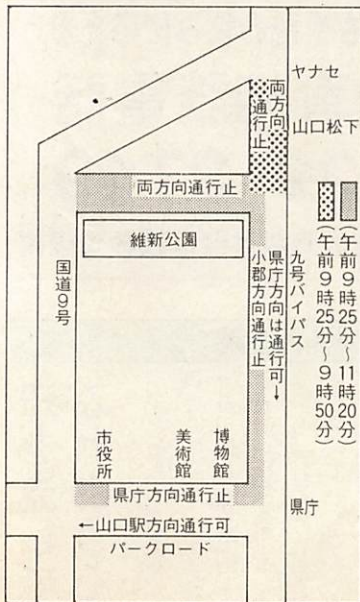 ヤナセ
山口松下
両方向
通行止
両方向通行止
維新公園
国道9号
九号バイパス
県庁方向は通行可→
小郡方向通行止
(午前9時25分〜11時20分)
(午前9時25分〜9時50分)
市役所
美術館
博物館
県庁方向通行止
県庁
←山口駅方向通行可
パークロード